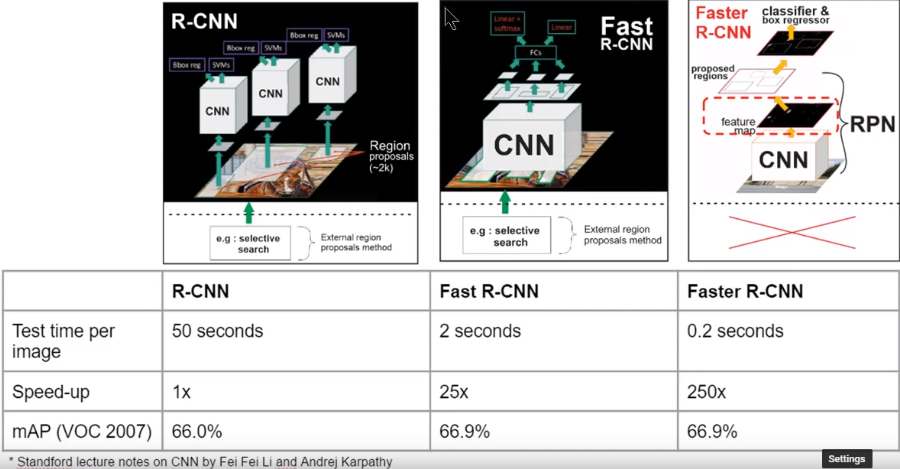 R-CNN
Bbox reg SVMs
Bbox reg SVMs
Bbox reg SVMs
CNN
CNN
CNN
Region
proposals
(~2k)
e.g : selective
search
External region
proposals method
Linear +
softmax
Linear
FCs
Fast
R-CNN
CNN
e.g : selective
search
External region
proposals method
Faster
R-CNN
classifier &
box regressor
proposed
regions
feature
map
CNN
RPN
R-CNN Fast R-CNN Faster R-CNN
Test time per
image
50 seconds 2 seconds 0.2 seconds
Speed-up 1x 25x 250x
mAP (VOC 2007) 66.0% 66.9% 66.9%
* Standford lecture notes on CNN by Fei Fei Li and Andrej Karpathy
Settings